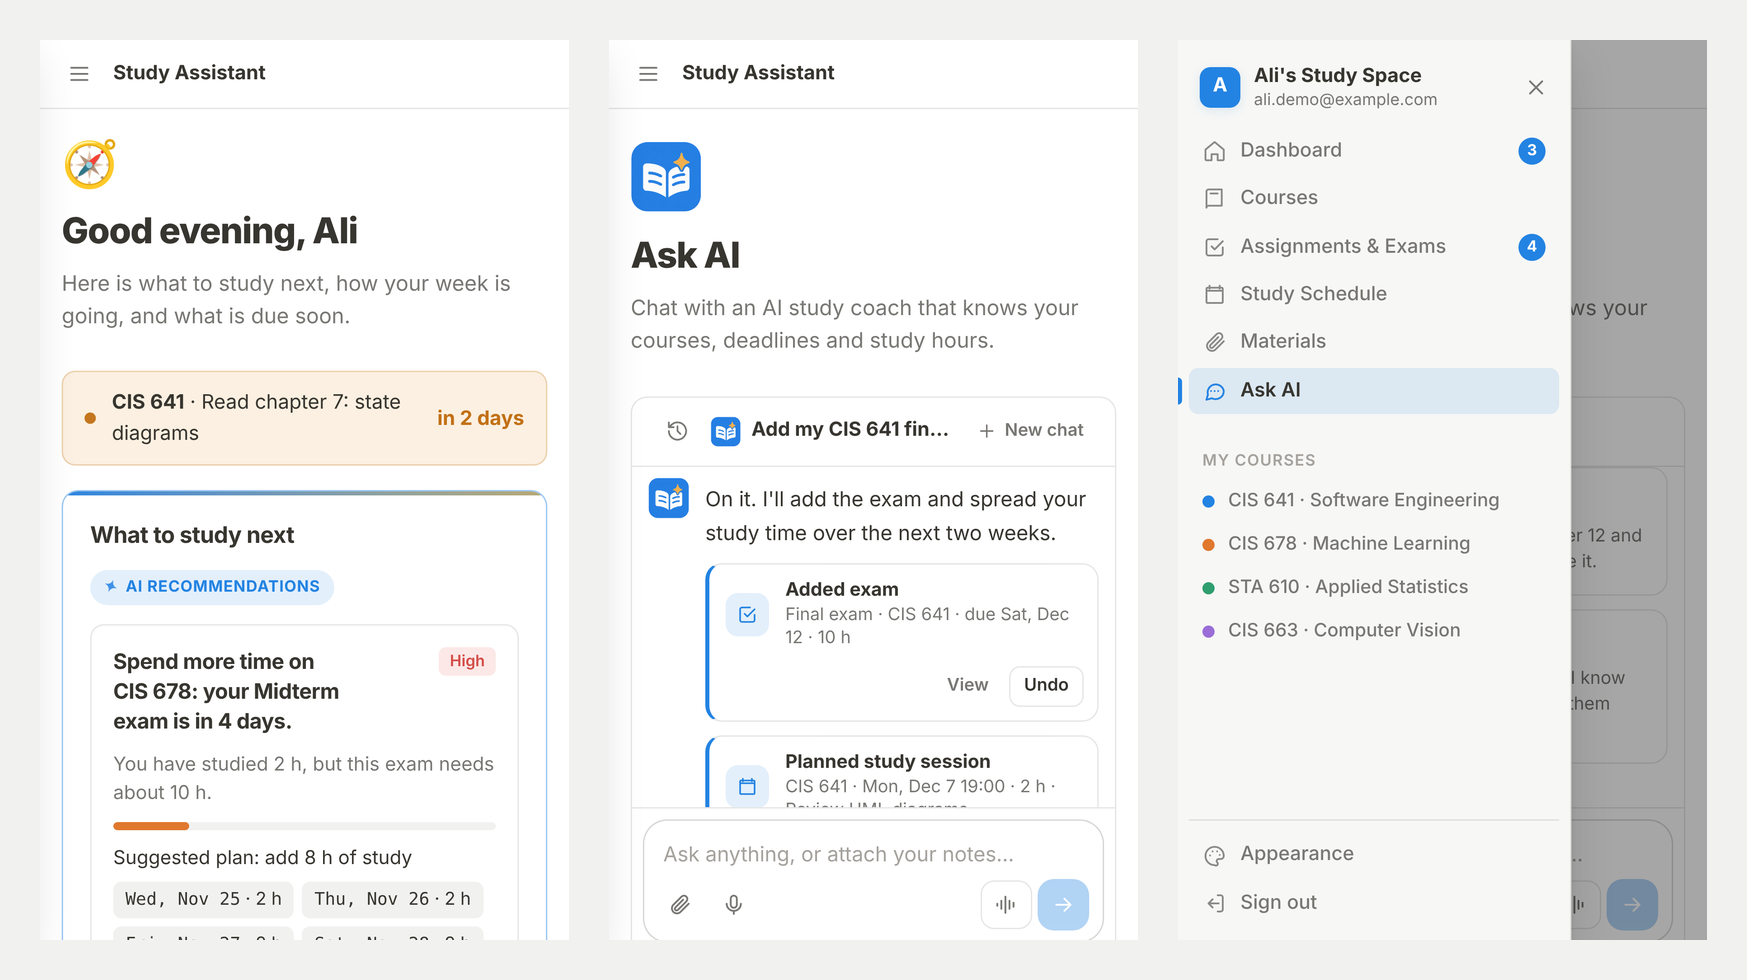 Study Assistant
Good evening, Ali
Here is what to study next, how your week is
going, and what is due soon.
CIS 641 · Read chapter 7: state
diagrams
in 2 days
What to study next
AI RECOMMENDATIONS
Spend more time on
CIS 678: your Midterm
exam is in 4 days.
High
You have studied 2 h, but this exam needs
about 10 h.
Suggested plan: add 8 h of study
Wed, Nov 25 · 2 h
Thu, Nov 26 · 2 h
Study Assistant
Ask AI
Chat with an AI study coach that knows your
courses, deadlines and study hours.
Add my CIS 641 fin...
+ New chat
On it. I'll add the exam and spread your
study time over the next two weeks.
Added exam
Final exam · CIS 641 · due Sat, Dec
12 · 10 h
View
Undo
Planned study session
CIS 641 · Mon, Dec 7 19:00 · 2 h ·
Review UML diagrams
Ask anything, or attach your notes...
A
Ali's Study Space
ali.demo@example.com
Dashboard
3
Courses
Assignments & Exams
4
Study Schedule
Materials
Ask AI
MY COURSES
CIS 641 · Software Engineering
CIS 678 · Machine Learning
STA 610 · Applied Statistics
CIS 663 · Computer Vision
Appearance
Sign out
ws your
er 12 and
e it.
I know
them